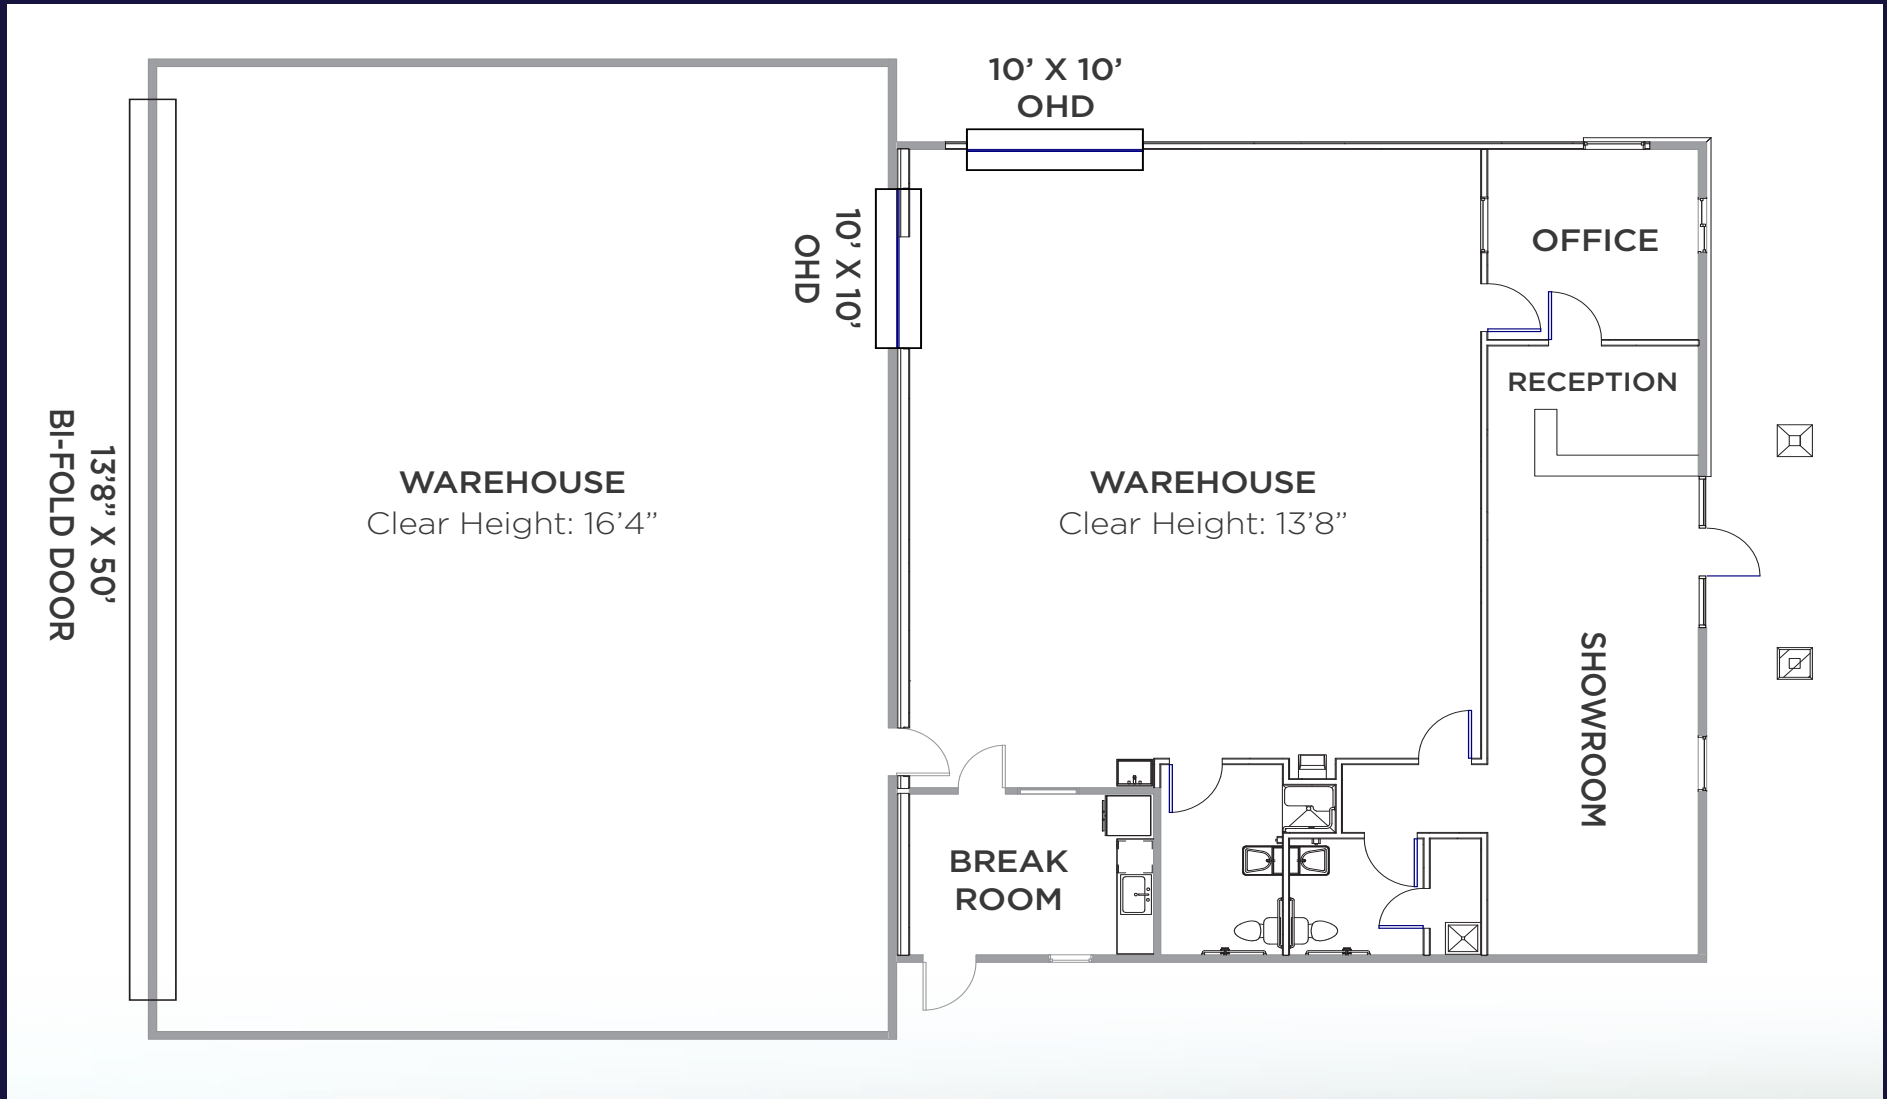 10’ X 10’
OHD
10’ X 10’
OHD
OFFICE
RECEPTION
13’8” X 50’
BI-FOLD DOOR
WAREHOUSE
Clear Height: 16’4”
WAREHOUSE
Clear Height: 13’8”
SHOWROOM
BREAK
ROOM